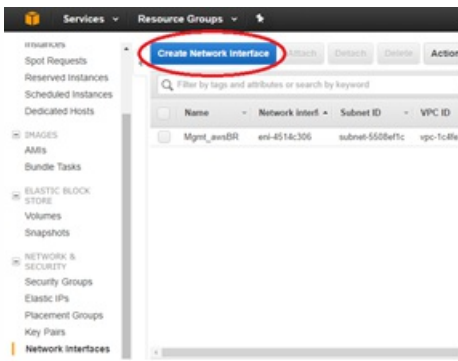 Services
Resource Groups
Instances
Spot Requests
Reserved Instances
Scheduled Instances
Dedicated Hosts
IMAGES
AMIs
Bundle Tasks
ELASTIC BLOCK
STORE
Volumes
Snapshots
NETWORK &
SECURITY
Security Groups
Elastic IPs
Placement Groups
Key Pairs
Network Interfaces
Create Network Interface
Attach
Detach
Delete
Action
Filter by tags and attributes or search by keyword
Name
Network interf
Subnet ID
VPC ID
Mgmt_awsBR
eni-4514c306
subnet-5508ef1c
vpc-1c4fe